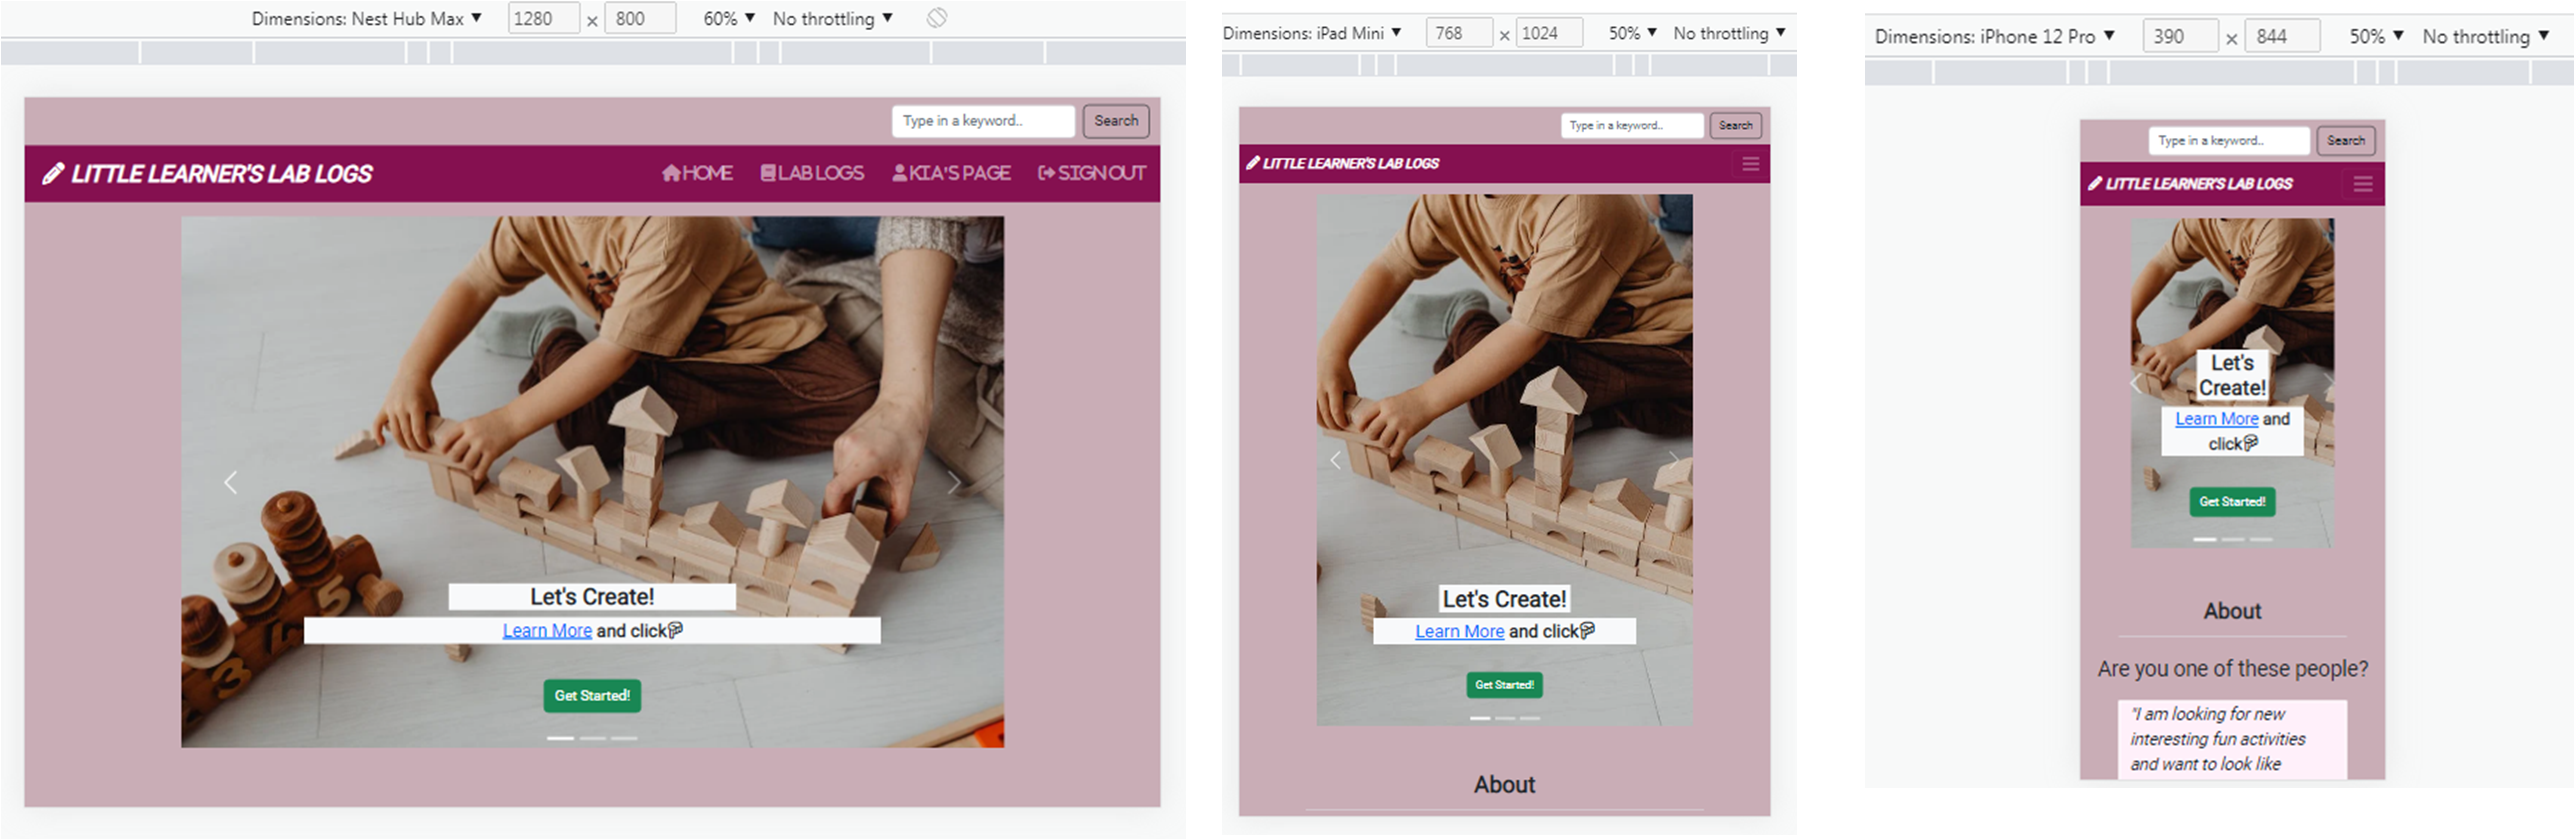 Dimensions: Nest Hub Max ▼ 1280 × 800 60% ▼ No throttling ▼
Type in a keyword.. Search
LITTLE LEARNER'S LAB LOGS HOME LAB LOGS KIA'S PAGE SIGN OUT
5
3
Let's Create!
Learn More and click
Get Started!
Dimensions: iPad Mini ▼ 768 × 1024 50% ▼ No throttling ▼
Type in a keyword.. Search
LITTLE LEARNER'S LAB LOGS
Let's Create!
Learn More and click
Get Started!
About
Dimensions: iPhone 12 Pro ▼ 390 × 844 50% ▼ No throttling ▼
Type in a keyword.. Search
LITTLE LEARNER'S LAB LOGS
Let's
Create!
Learn More and
click
Get Started!
About
Are you one of these people?
"I am looking for new
interesting fun activities
and want to look like